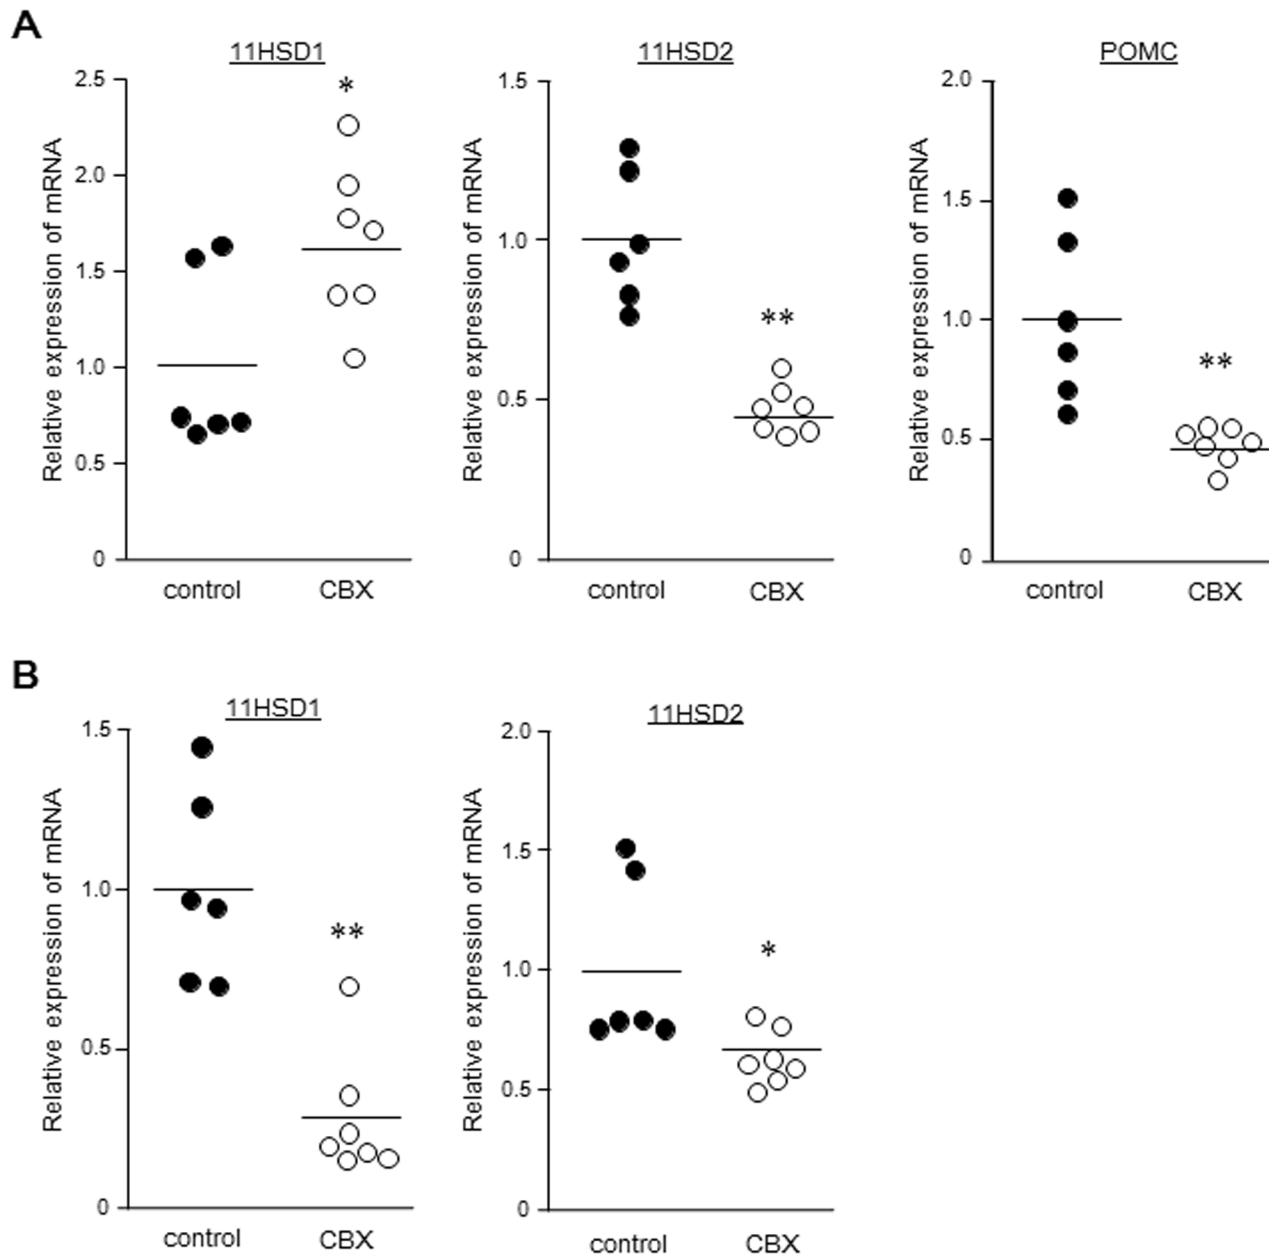 A
11HSD1
2.5
2.0
1.5
1.0
0.5
0
Relative expression of mRNA
*
control
CBX
11HSD2
1.5
1.0
0.5
0
Relative expression of mRNA
**
control
CBX
POMC
2.0
1.5
1.0
0.5
0
Relative expression of mRNA
**
control
CBX
B
11HSD1
1.5
1.0
0.5
0
Relative expression of mRNA
**
control
CBX
11HSD2
2.0
1.5
1.0
0.5
0
Relative expression of mRNA
*
control
CBX